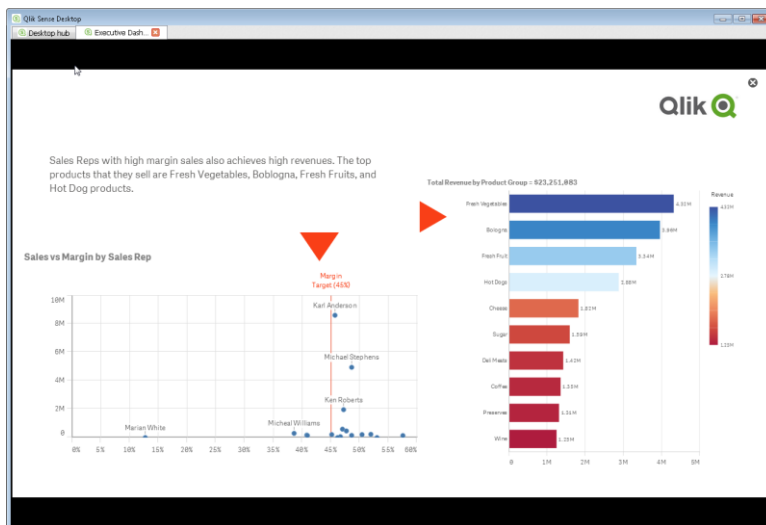 Qlik Sense Desktop
Desktop hub
Executive Dash...
Qlik
Sales Reps with high margin sales also achieves high revenues. The top
products that they sell are Fresh Vegetables, Boblogna, Fresh Fruits, and
Hot Dog products.
Total Revenue by Product Group = $23,251,083
Revenue
Fresh Vegetables
Bologna
Fresh Fruit
Hot Dogs
Cheese
Sugar
Deli Meats
Coffee
Preserves
Wine
0 1M 2M 3M 4M 5M
Sales vs Margin by Sales Rep
Margin
Target (45%)
10M
Karl Anderson
8M
6M
Michael Stephens
4M
Ken Roberts
2M
Micheal Williams
Marian White
0
0% 5% 10% 15% 20% 25% 30% 35% 40% 45% 50% 55% 60%